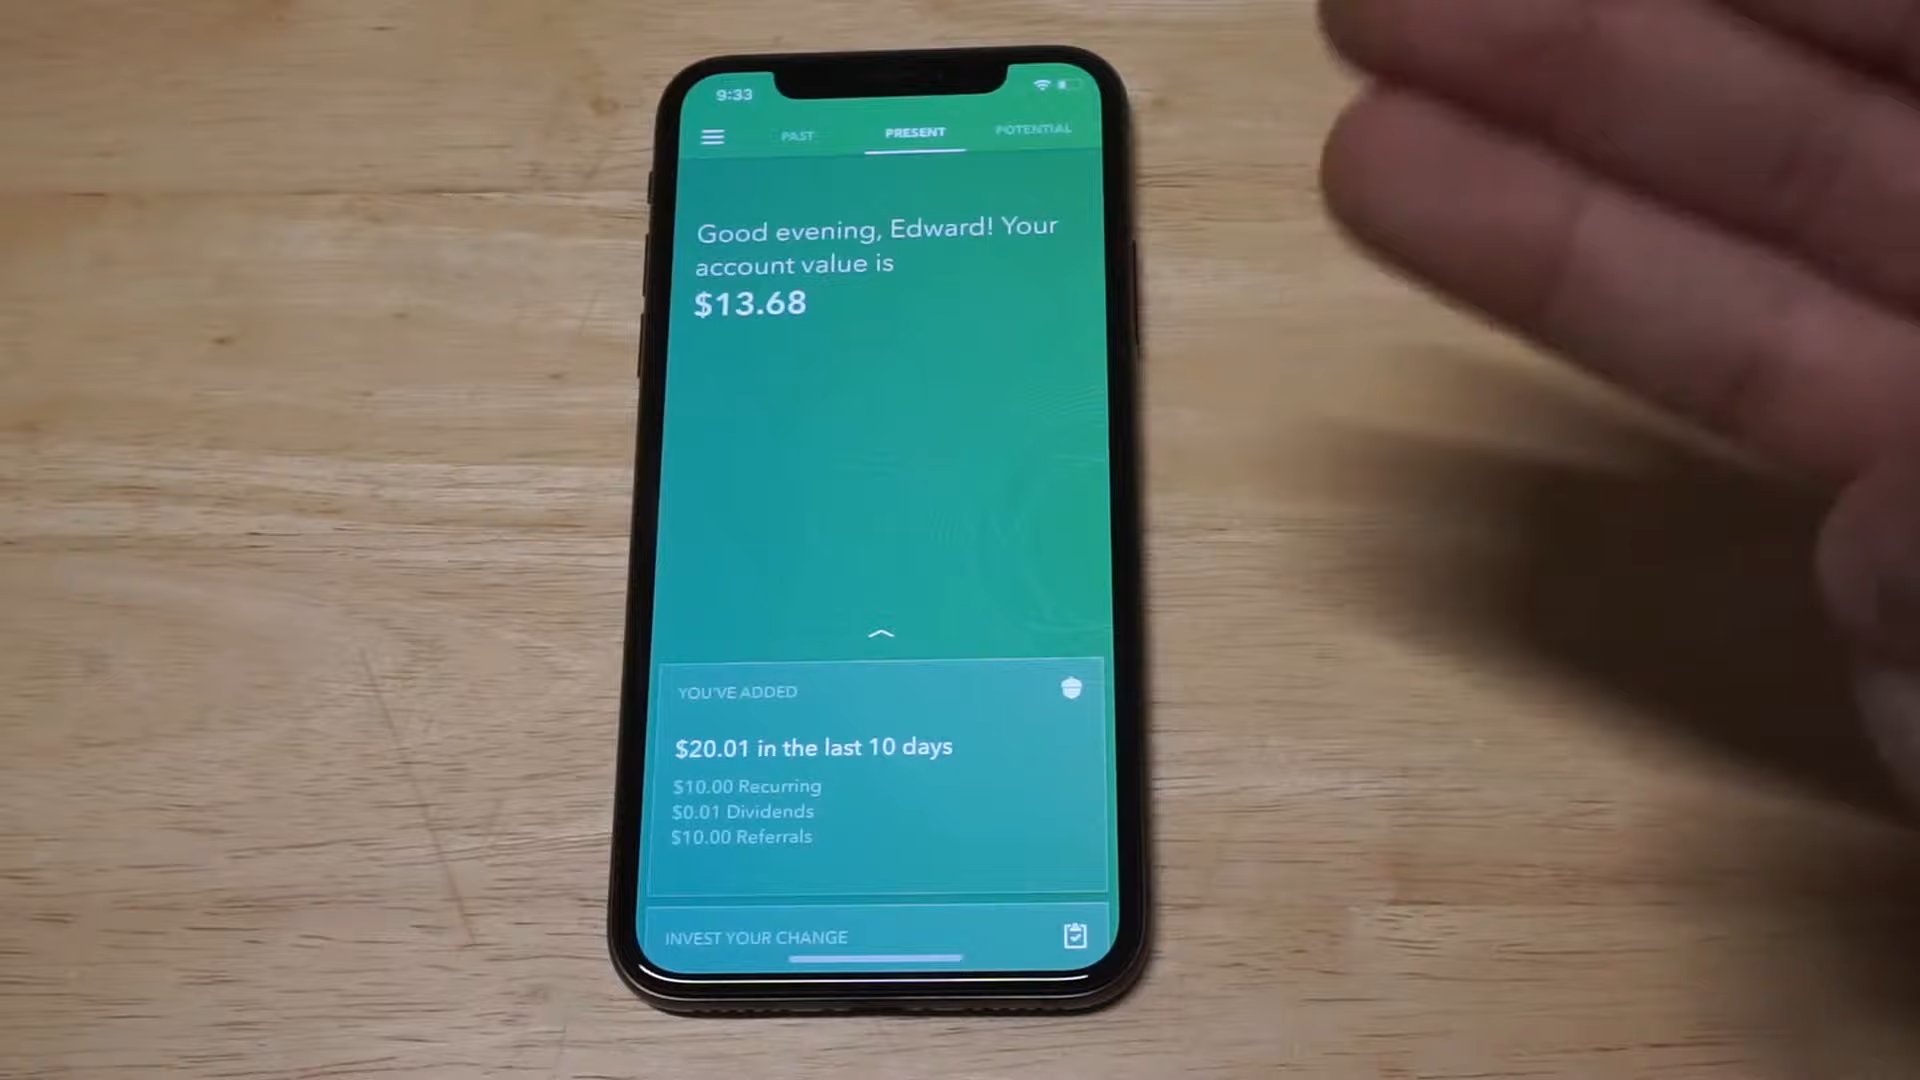 9:33
PAST PRESENT POTENTIAL
Good evening, Edward! Your
account value is
$13.68
YOU'VE ADDED
$20.01 in the last 10 days
$10.00 Recurring
$0.01 Dividends
$10.00 Referrals
INVEST YOUR CHANGE